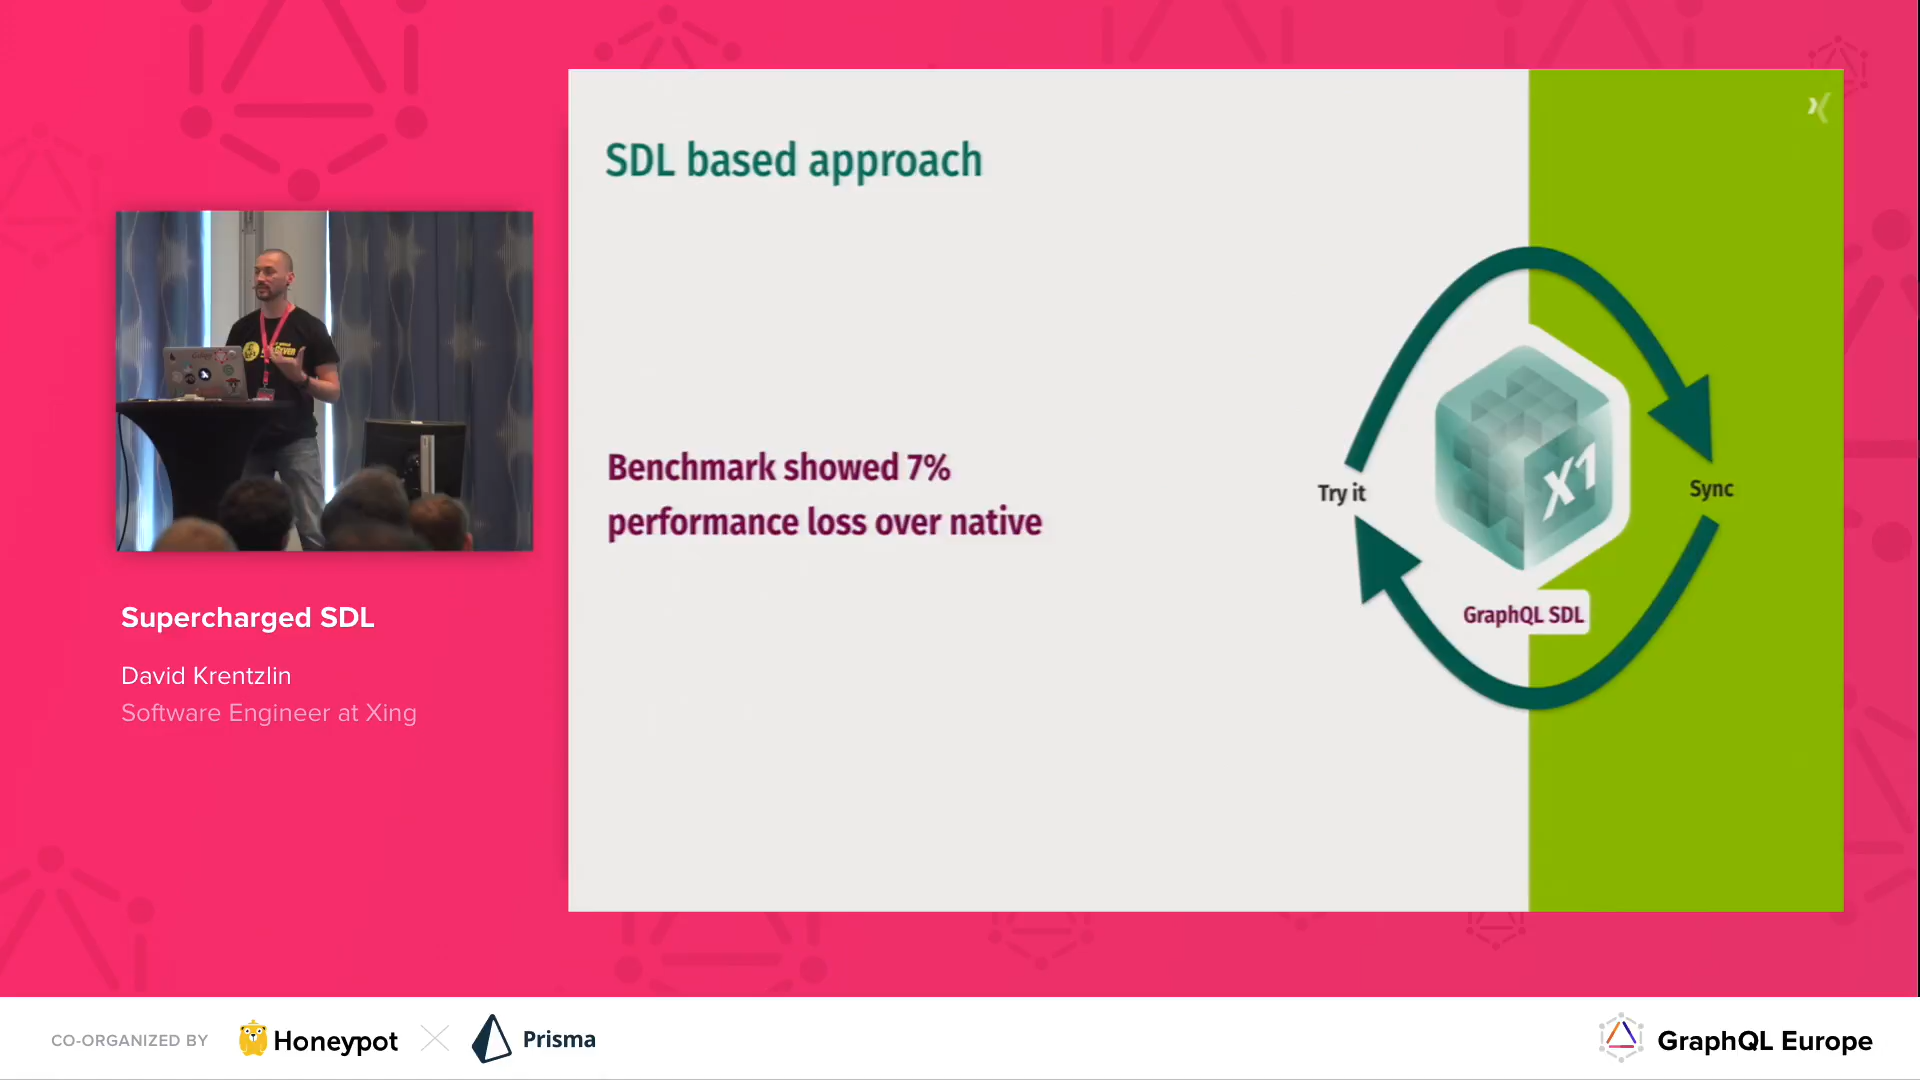 SDL based approach
Benchmark showed 7%
performance loss over native
Try it
Sync
X1
GraphQL SDL
Supercharged SDL
David Krentzlin
Software Engineer at Xing
CO-ORGANIZED BY
Honeypot
Prisma
GraphQL Europe